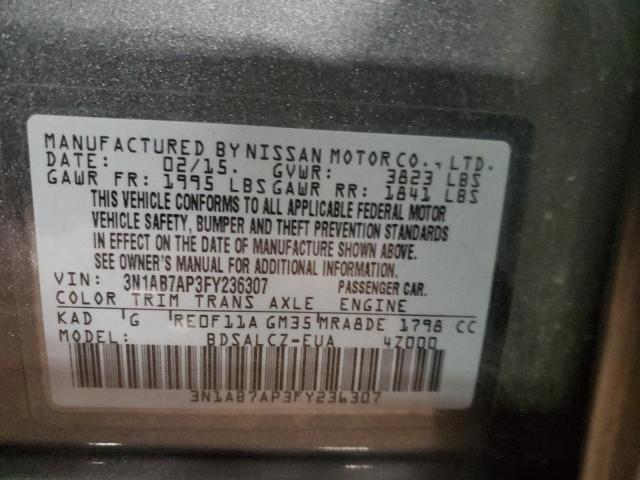 MANUFACTURED BY NISSAN MOTOR CO., LTD.
DATE: 02/15. GVWR: 3823 LBS
GAWR FR: 1995 LBS GAWR RR: 1841 LBS
THIS VEHICLE CONFORMS TO ALL APPLICABLE FEDERAL MOTOR
VEHICLE SAFETY, BUMPER AND THEFT PREVENTION STANDARDS
IN EFFECT ON THE DATE OF MANUFACTURE SHOWN ABOVE.
SEE OWNER'S MANUAL FOR ADDITIONAL INFORMATION.
VIN: 3N1AB7AP3FY236307 PASSENGER CAR.
COLOR TRIM TRANS AXLE ENGINE
KAD G RE0F11A GM35 MRA8DE 1798 CC
MODEL: BDSALCZ-EUA 4Z000
3N1AB7AP3FY236307